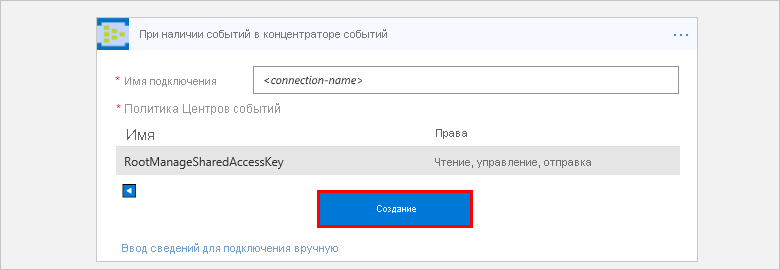 При наличии событий в концентраторе событий
* Имя подключения <connection-name>
* Политика Центров событий
Имя Права
RootManageSharedAccessKey Чтение, управление, отправка
Создание
Ввод сведений для подключения вручную